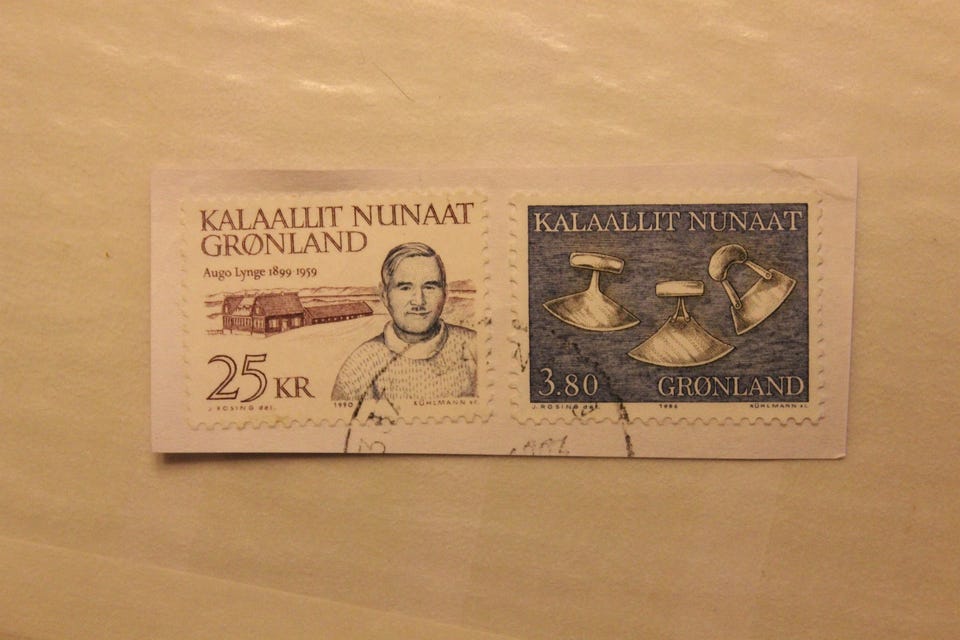 KALAALLIT NUNAAT
GRØNLAND
Augo Lynge 1899 1959
25 KR
J. ROSING del. 1990 KÜHLMANN sc.
KALAALLIT NUNAAT
3.80 GRØNLAND
J. ROSING del. 1986 KÜHLMANN sc.